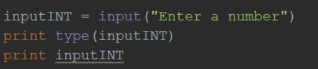 inputINT = input("Enter a number")
print type(inputINT)
print inputINT